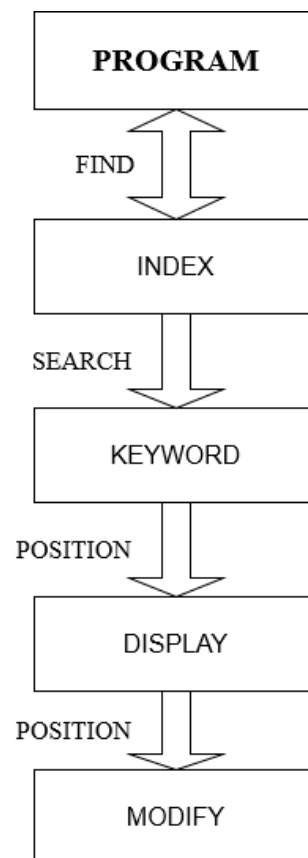 PROGRAM
FIND
INDEX
SEARCH
KEYWORD
POSITION
DISPLAY
POSITION
MODIFY